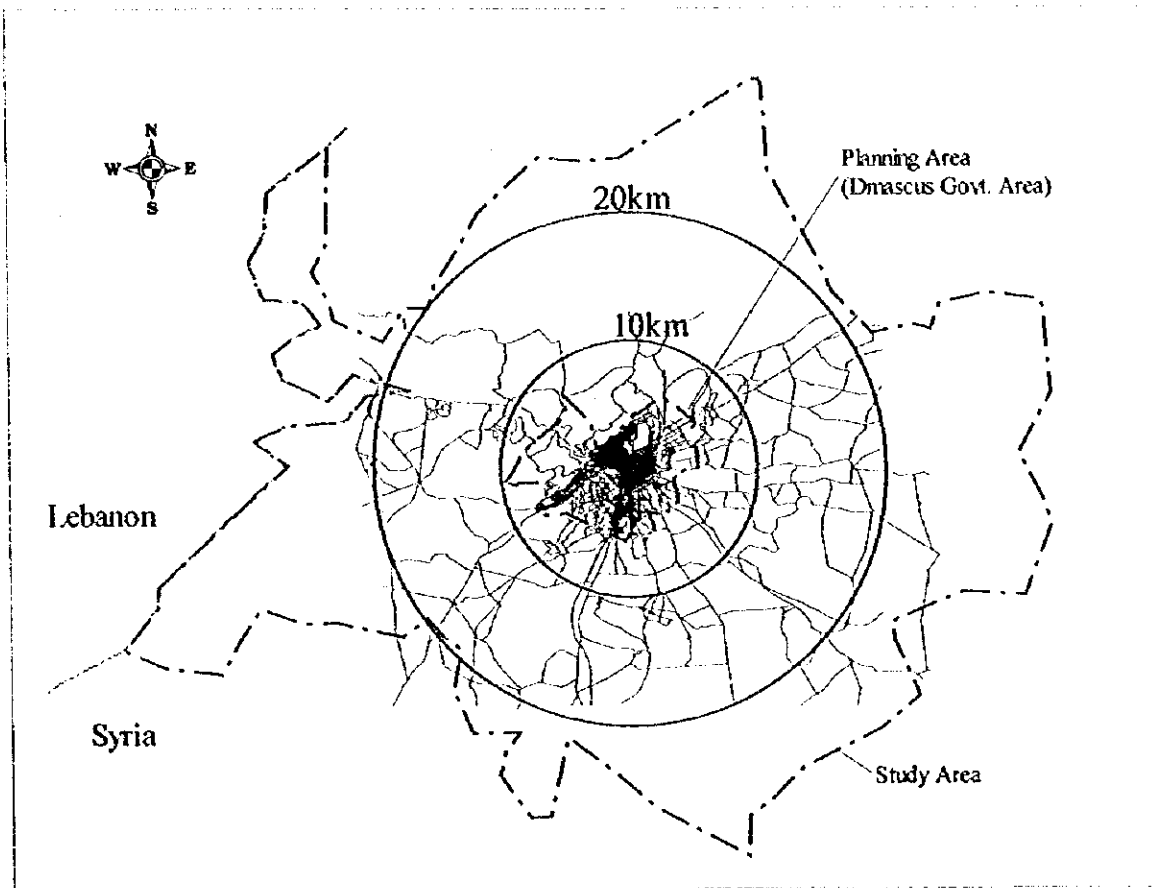 N
W E
S
Planning Area
(Dmascus Govt. Area)
20km
10km
Lebanon
Syria
Study Area